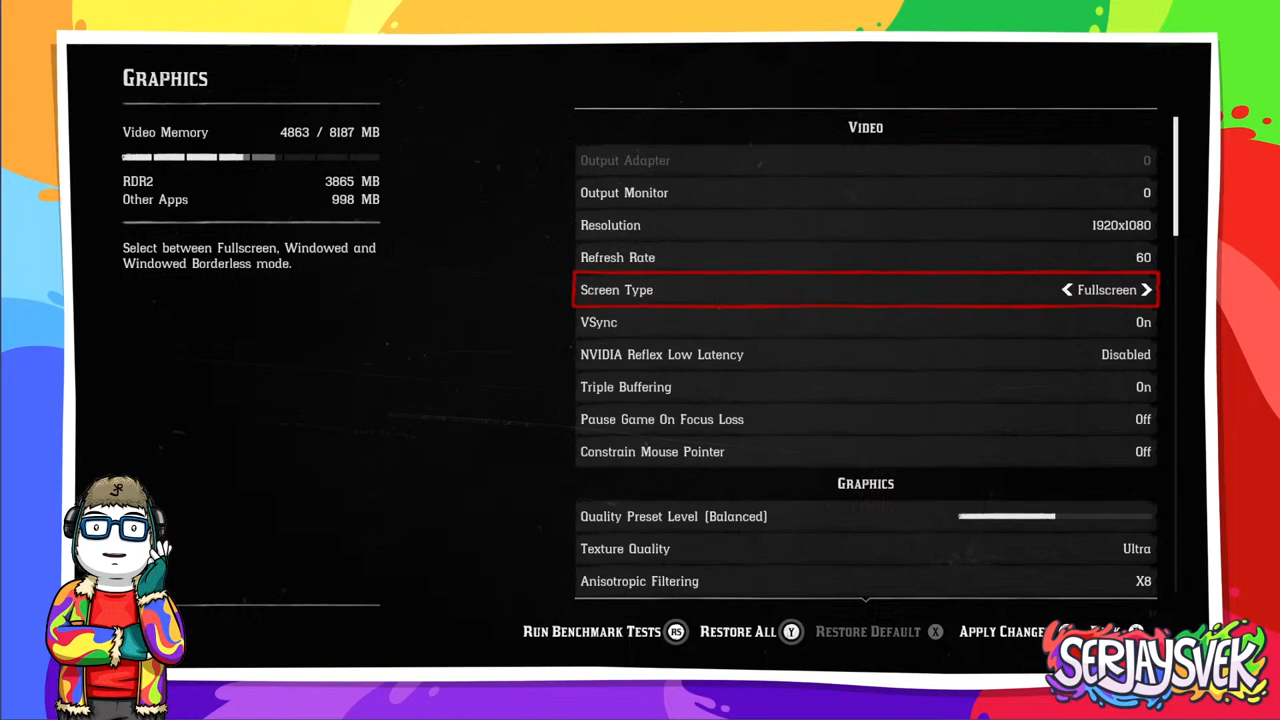 GRAPHICS
Video Memory 4863 / 8187 MB
RDR2 3865 MB
Other Apps 998 MB
Select between Fullscreen, Windowed and
Windowed Borderless mode.
VIDEO
Output Adapter 0
Output Monitor 0
Resolution 1920x1080
Refresh Rate 60
Screen Type Fullscreen
VSync On
NVIDIA Reflex Low Latency Disabled
Triple Buffering On
Pause Game On Focus Loss Off
Constrain Mouse Pointer Off
GRAPHICS
Quality Preset Level (Balanced)
Texture Quality Ultra
Anisotropic Filtering X8
RUN BENCHMARK TESTS RS RESTORE ALL Y RESTORE DEFAULT X APPLY CHANGE
SERJAYSVEK